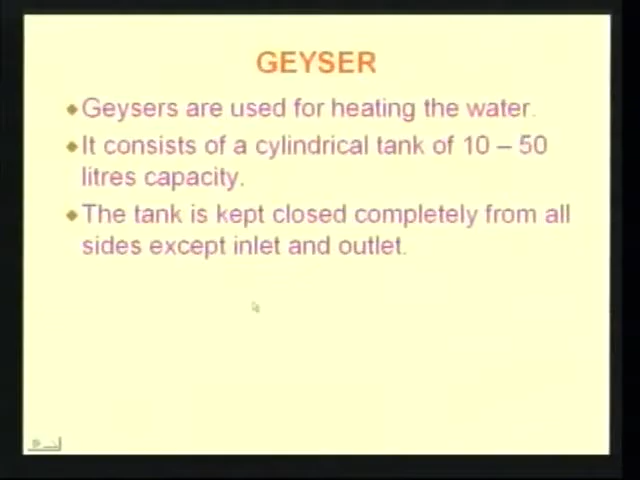 GEYSER
Geysers are used for heating the water.
It consists of a cylindrical tank of 10 – 50
litres capacity.
The tank is kept closed completely from all
sides except inlet and outlet.